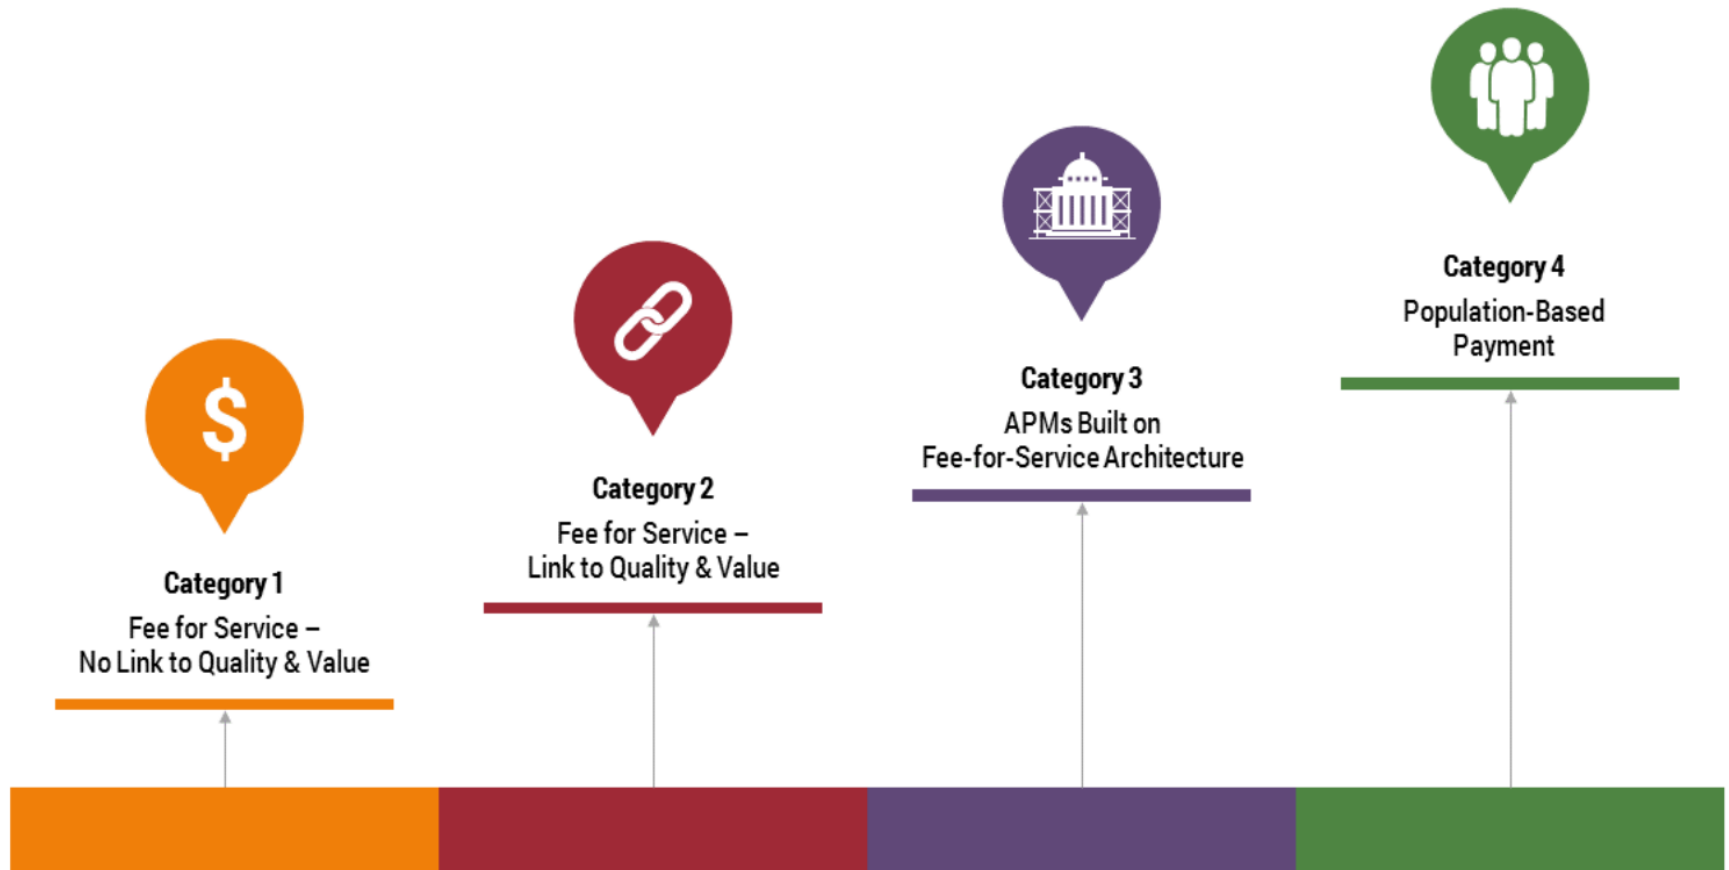 $
Category 1
Fee for Service –
No Link to Quality & Value
Category 2
Fee for Service –
Link to Quality & Value
Category 3
APMs Built on
Fee-for-Service Architecture
Category 4
Population-Based
Payment